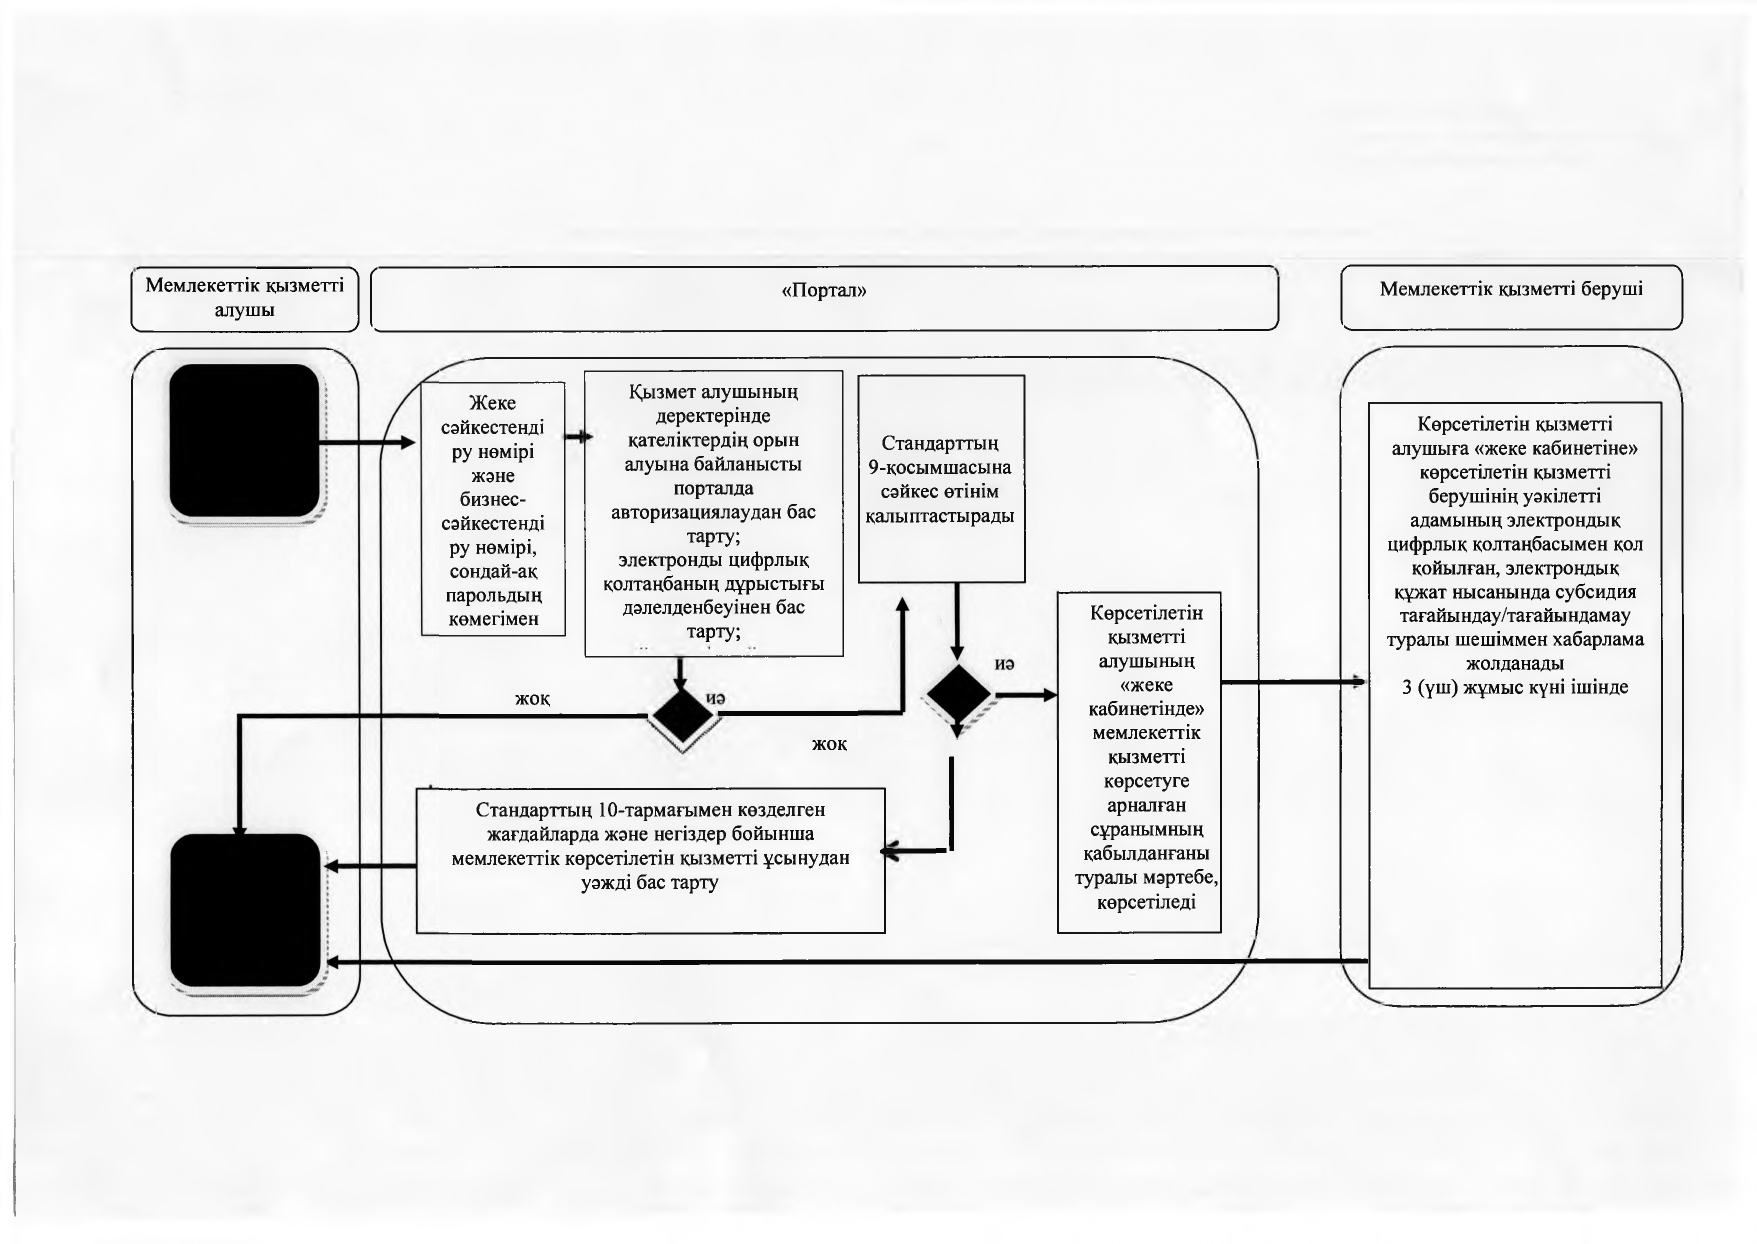 Мемлекеттік қызметті
алушы
«Портал»
Мемлекеттік қызметті беруші
Жеке
сәйкестенді
ру нөмірі
және
бизнес-
сәйкестенді
ру нөмірі,
сондай-ақ
парольдың
көмегімен
Қызмет алушының
деректерінде
қателіктердің орын
алуына байланысты
порталда
авторизациялаудан бас
тарту;
электронды цифрлық
қолтаңбаның дұрыстығы
дәлелденбеуінен бас
тарту;
Стандарттың
9-қосымшасына
сәйкес өтінім
қалыптастырады
иә
жоқ
иә
жок
Көрсетілетін
қызметті
алушының
«жеке
кабинетінде»
мемлекеттік
қызметті
көрсетуге
арналған
сұранымның
қабылданғаны
туралы мәртебе,
көрсетіледі
Стандарттың 10-тармағымен көзделген
жағдайларда және негіздер бойынша
мемлекеттік көрсетілетін қызметті ұсынудан
уәжді бас тарту
Көрсетілетін қызметті
алушыға «жеке кабинетіне»
көрсетілетін қызметті
берушінің уәкілетті
адамының электрондық
цифрлық қолтаңбасымен қол
қойылған, электрондық
құжат нысанында субсидия
тағайындау/тағайындамау
туралы шешіммен хабарлама
жолданады
3 (үш) жұмыс күні ішінде